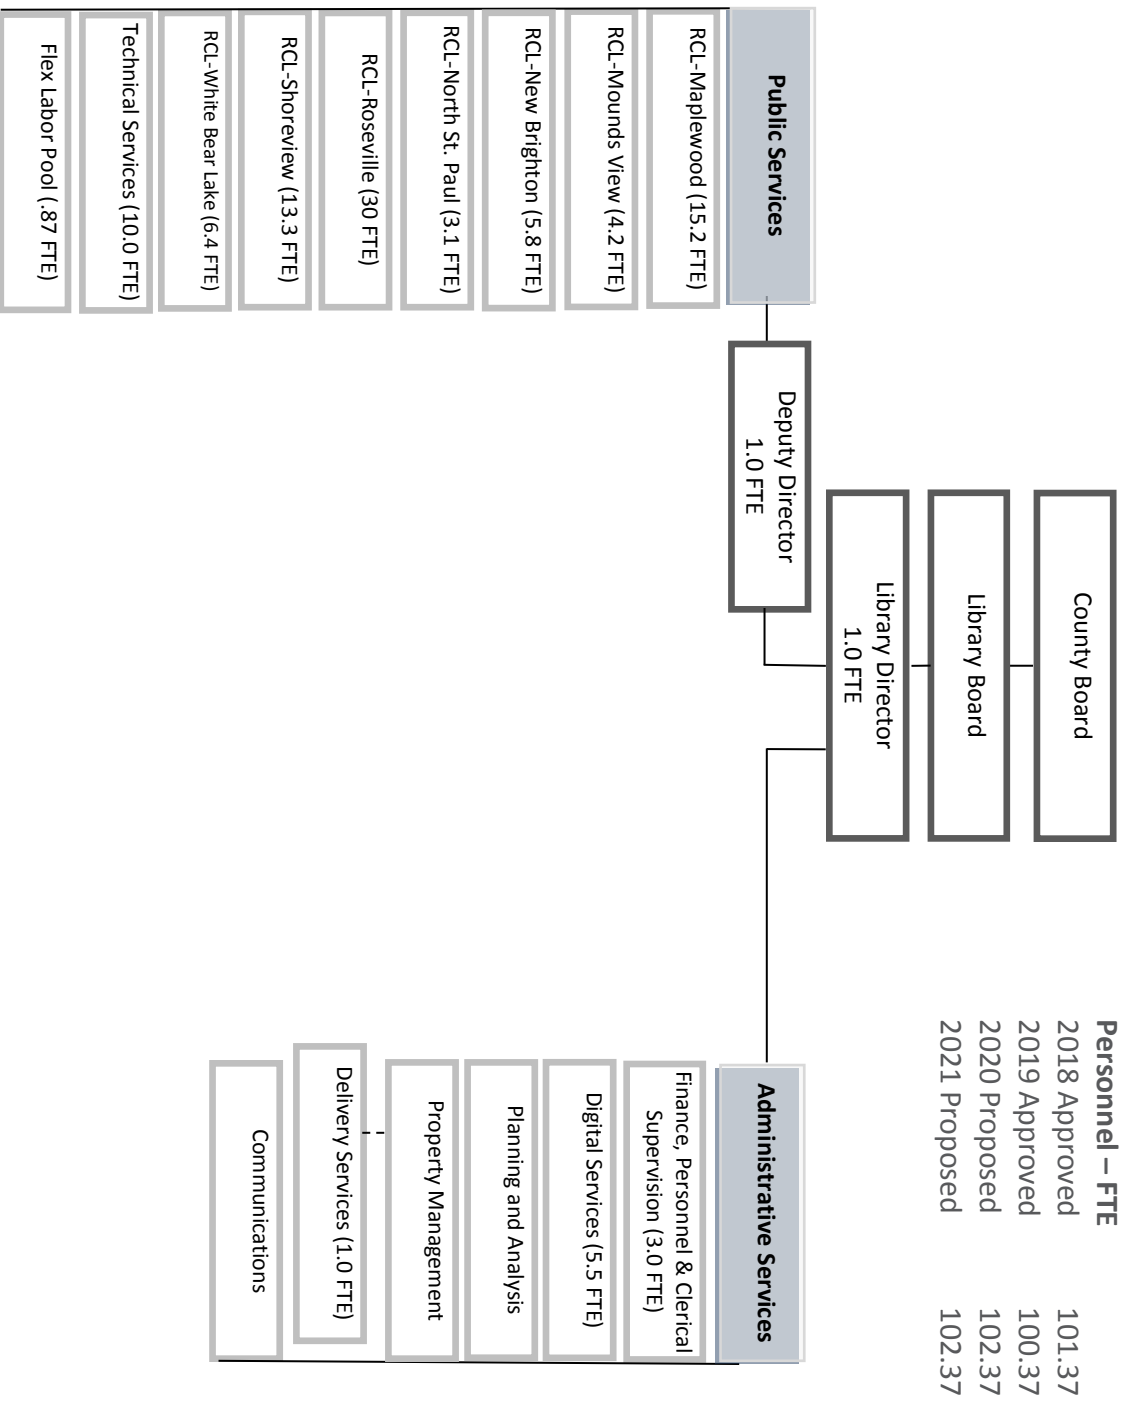 County Board
Library Board
Library Director
1.0 FTE
Deputy Director
1.0 FTE
Personnel – FTE
2018 Approved 101.37
2019 Approved 100.37
2020 Proposed 102.37
2021 Proposed 102.37
Public Services
RCL-Maplewood (15.2 FTE)
RCL-Mounds View (4.2 FTE)
RCL-New Brighton (5.8 FTE)
RCL-North St. Paul (3.1 FTE)
RCL-Roseville (30 FTE)
RCL-Shoreview (13.3 FTE)
RCL-White Bear Lake (6.4 FTE)
Technical Services (10.0 FTE)
Flex Labor Pool (.87 FTE)
Administrative Services
Finance, Personnel & Clerical
Supervision (3.0 FTE)
Digital Services (5.5 FTE)
Planning and Analysis
Property Management
Delivery Services (1.0 FTE)
Communications